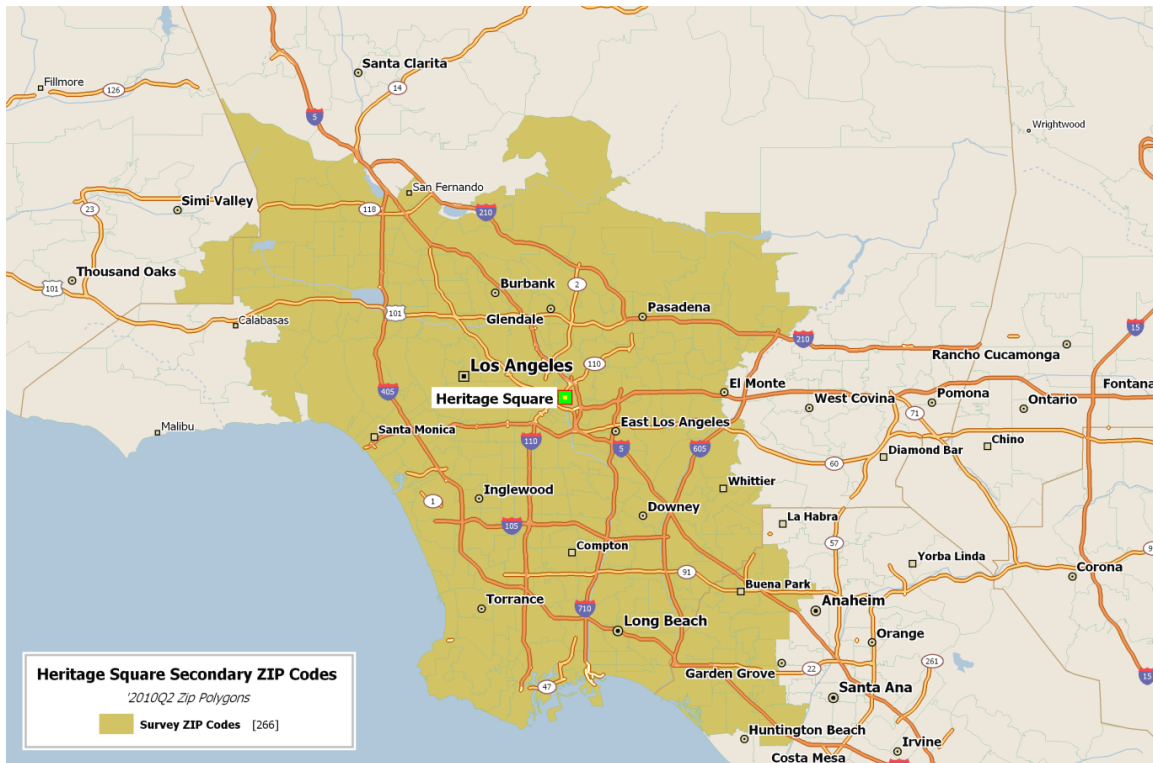 Santa Clarita
Fillmore
126
14
5
Wrightwood
San Fernando
Simi Valley
23
118
210
Thousand Oaks
101
Burbank
2
Calabasas
101
Glendale
Pasadena
15
210
Rancho Cucamonga
Los Angeles
110
405
Heritage Square
El Monte
West Covina
Pomona
Ontario
Fontana
71
Malibu
Santa Monica
110
East Los Angeles
5
605
60
Diamond Bar
Chino
Whittier
1
Inglewood
105
Downey
La Habra
57
Compton
Yorba Linda
9
91
Buena Park
Corona
Torrance
710
Long Beach
Anaheim
Orange
261
Garden Grove
22
15
47
Santa Ana
Huntington Beach
Irvine
Costa Mesa
Heritage Square Secondary ZIP Codes
'2010Q2 Zip Polygons
Survey ZIP Codes [266]